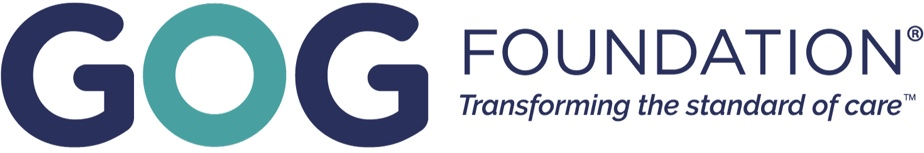 GOG FOUNDATION®
Transforming the standard of care™